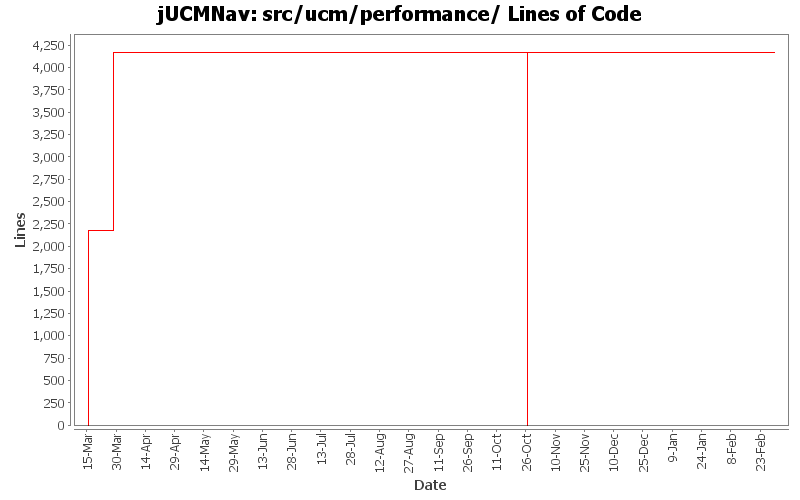 jUCMNav: src/ucm/performance/ Lines of Code
4,250
4,000
3,750
3,500
3,250
3,000
2,750
2,500
2,250
2,000
1,750
1,500
1,250
1,000
750
500
250
0
Lines
15-Mar
30-Mar
14-Apr
29-Apr
14-May
29-May
13-Jun
28-Jun
13-Jul
28-Jul
12-Aug
27-Aug
11-Sep
26-Sep
11-Oct
26-Oct
10-Nov
25-Nov
10-Dec
25-Dec
9-Jan
24-Jan
8-Feb
23-Feb
Date